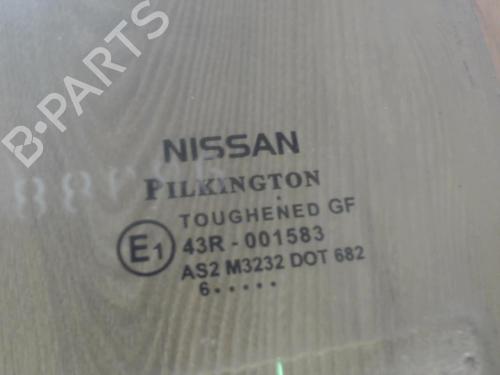 B-PARTS
NISSAN
PILKINGTON
TOUGHENED GF
E1
43R - 001583
AS2 M3232 DOT 682
6.....